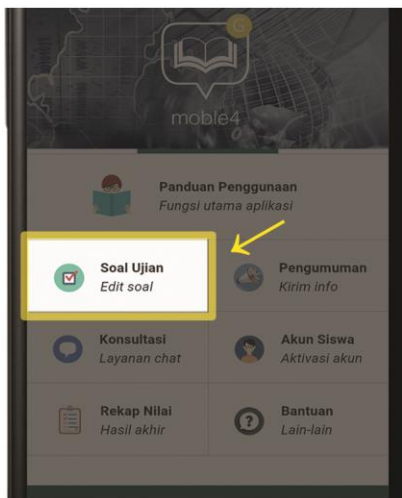 G
moble4
Panduan Penggunaan
Fungsi utama aplikasi
Soal Ujian
Edit soal
Pengumuman
Kirim info
Konsultasi
Layanan chat
Akun Siswa
Aktivasi akun
Rekap Nilai
Hasil akhir
Bantuan
Lain-lain